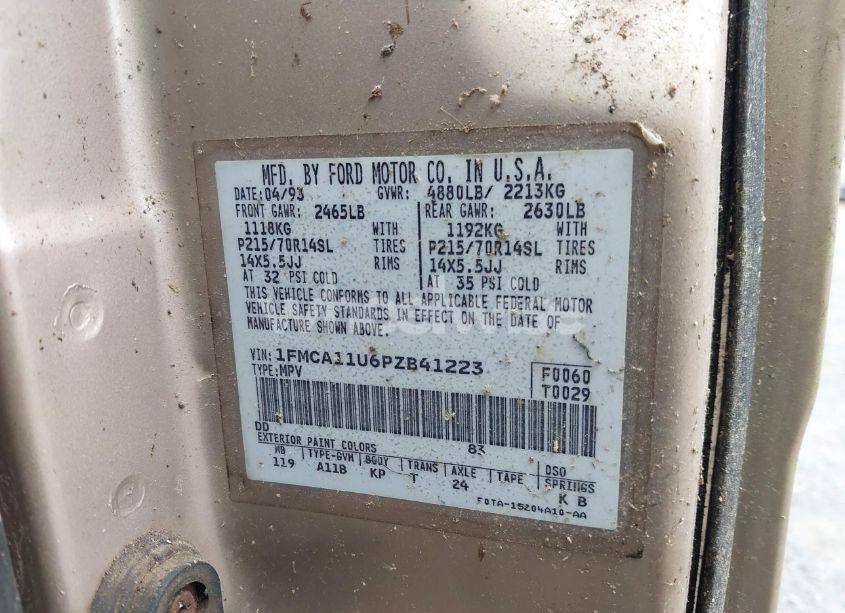 MFD. BY FORD MOTOR CO. IN U.S.A.
DATE: 04/93 GVWR: 4880LB/ 2213KG
FRONT GAWR: 2465LB REAR GAWR: 2630LB
1118KG WITH 1192KG WITH
P215/70R14SL TIRES P215/70R14SL TIRES
14X5.5JJ RIMS 14X5.5JJ RIMS
AT 32 PSI COLD AT 35 PSI COLD
THIS VEHICLE CONFORMS TO ALL APPLICABLE FEDERAL MOTOR
VEHICLE SAFETY STANDARDS IN EFFECT ON THE DATE OF
MANUFACTURE SHOWN ABOVE.
VIN: 1FMCA11U6PZB41223 F0060
TYPE: MPV T0029
DD 83
EXTERIOR PAINT COLORS DSO
WB TYPE-GVM BODY TRANS AXLE TAPE SPRINGS
119 A11B KP T 24 K B
F0TA-15204A10-AA